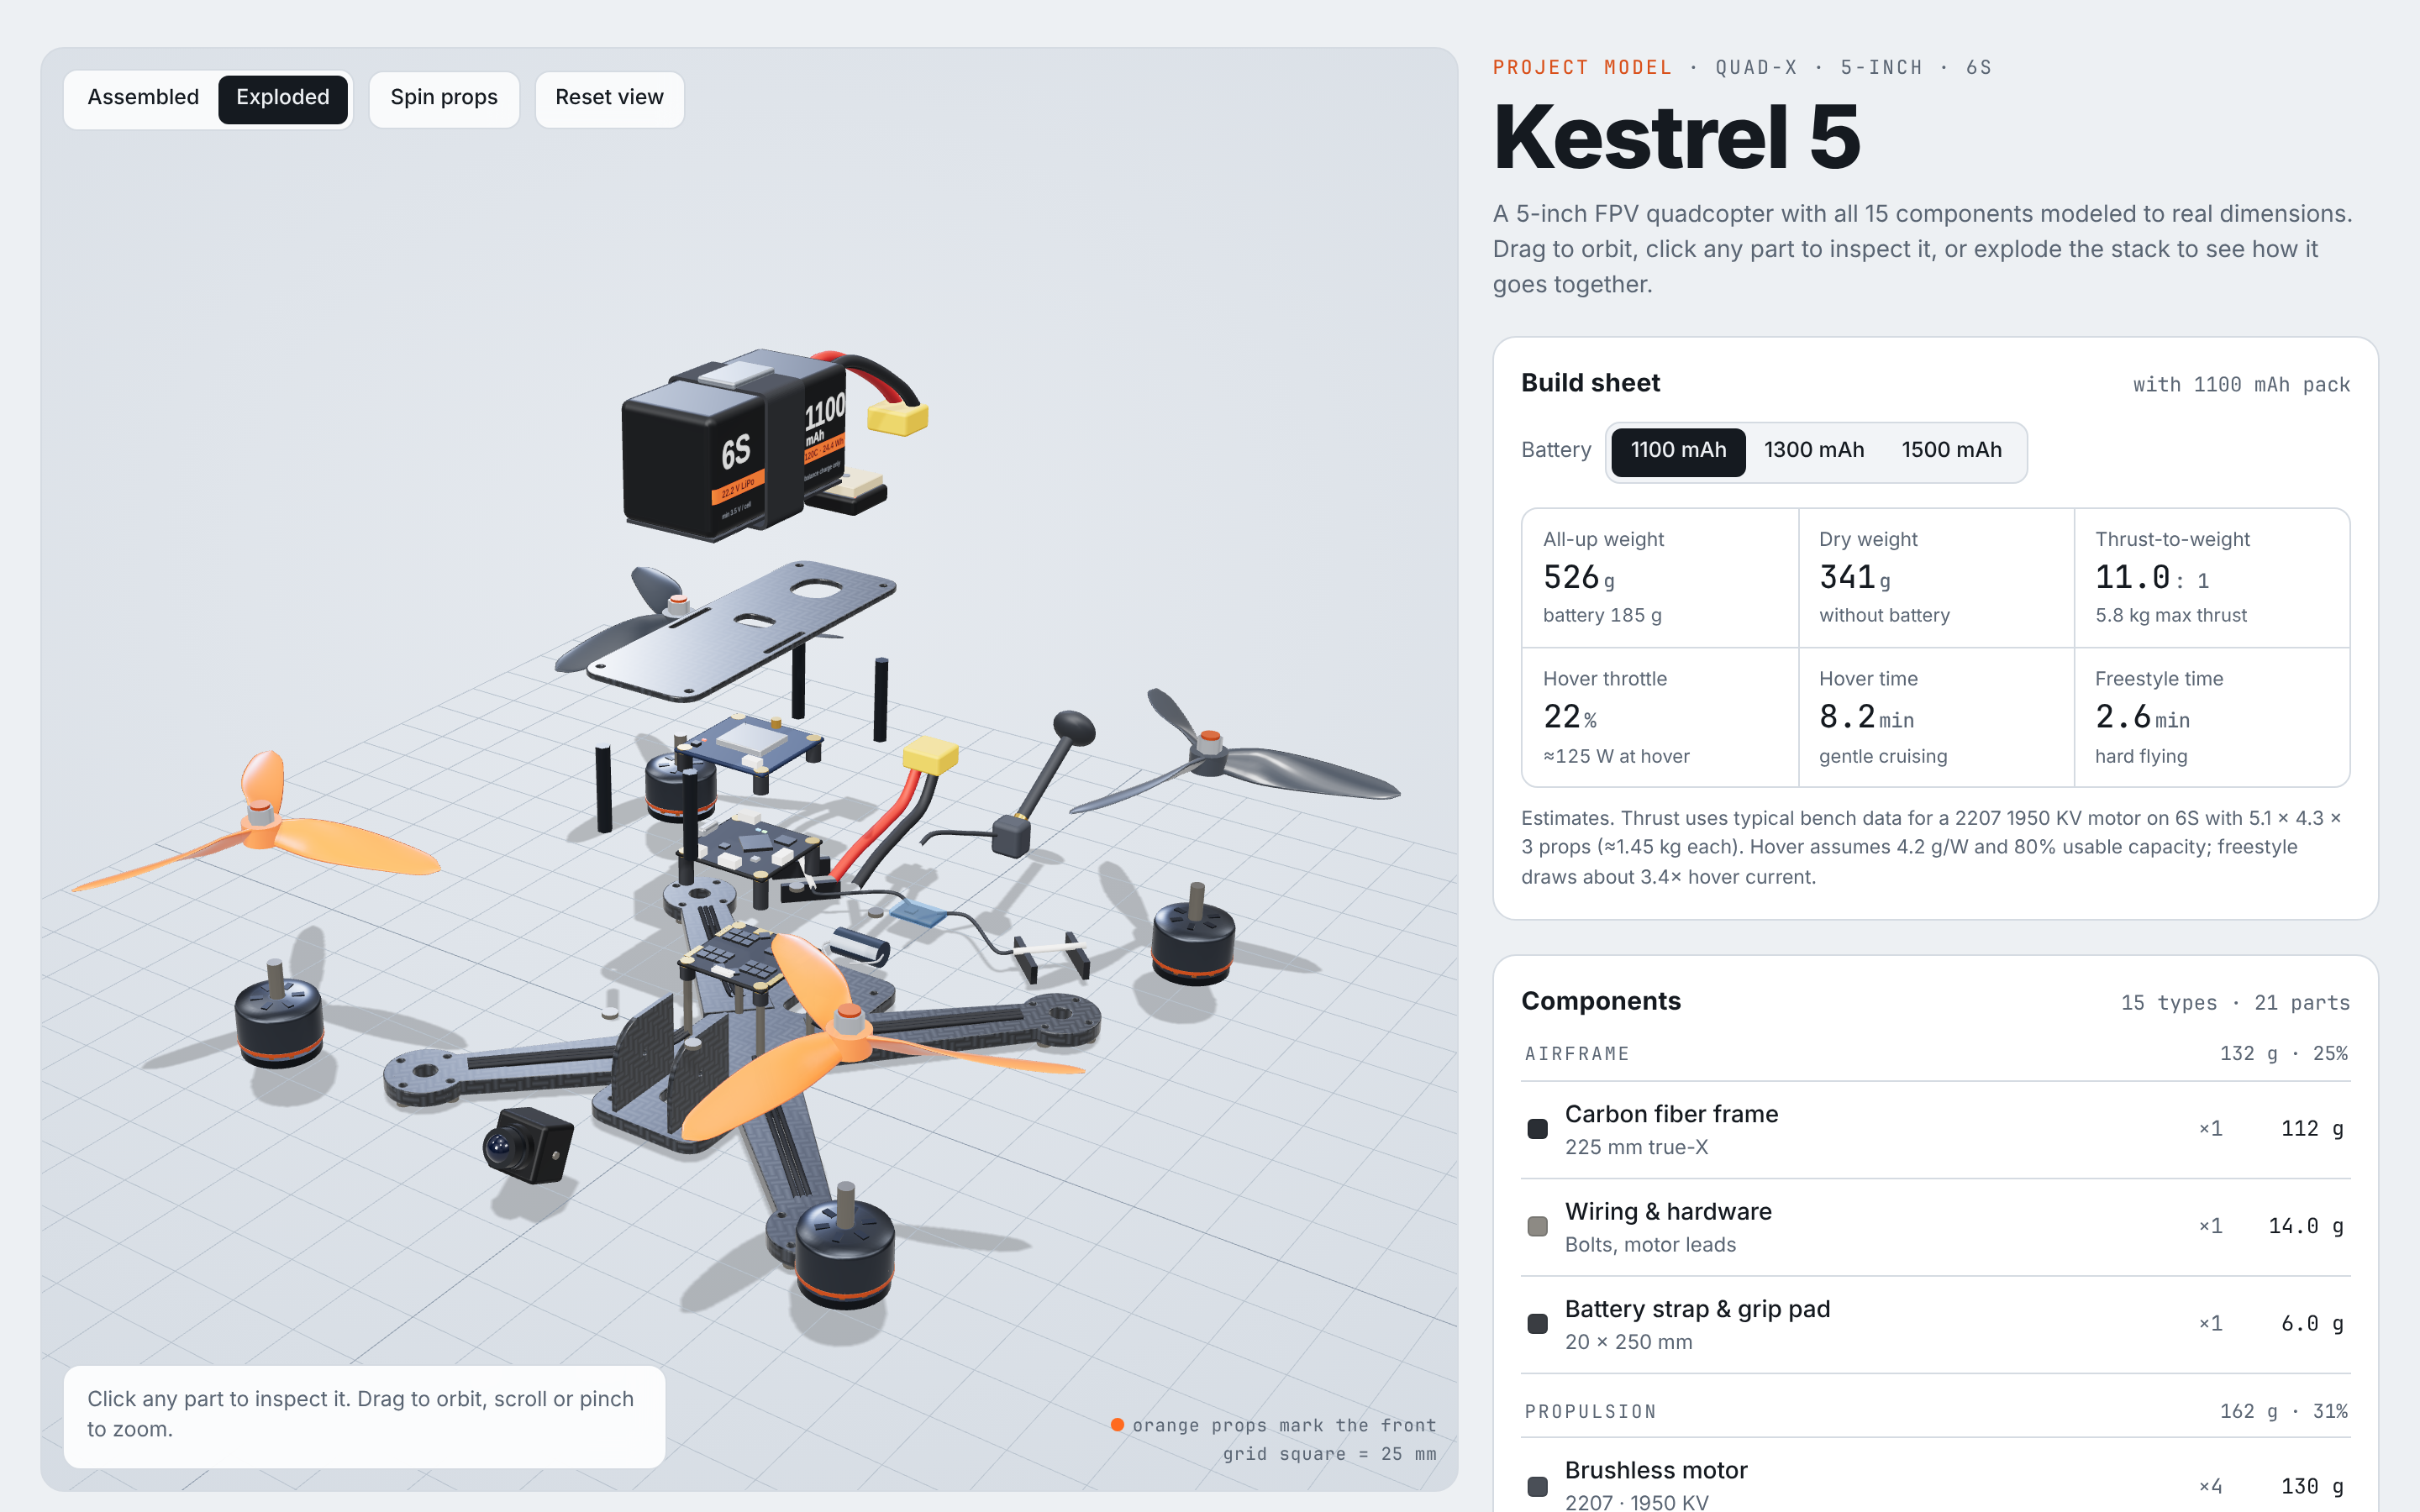 Assembled Exploded Spin props Reset view
6S
22.2 V LiPo
1100
mAh
120C · 24.4 Wh
orange props mark the front
grid square = 25 mm
Click any part to inspect it. Drag to orbit, scroll or pinch
to zoom.
PROJECT MODEL · QUAD-X · 5-INCH · 6S
Kestrel 5
A 5-inch FPV quadcopter with all 15 components modeled to real dimensions.
Drag to orbit, click any part to inspect it, or explode the stack to see how it
goes together.
Build sheet with 1100 mAh pack
Battery 1100 mAh 1300 mAh 1500 mAh
All-up weight Dry weight Thrust-to-weight
526 g 341 g 11.0 : 1
battery 185 g without battery 5.8 kg max thrust
Hover throttle Hover time Freestyle time
22 % 8.2 min 2.6 min
≈125 W at hover gentle cruising hard flying
Estimates. Thrust uses typical bench data for a 2207 1950 KV motor on 6S with 5.1 × 4.3 ×
3 props (≈1.45 kg each). Hover assumes 4.2 g/W and 80% usable capacity; freestyle
draws about 3.4× hover current.
Components 15 types · 21 parts
AIRFRAME 132 g · 25%
Carbon fiber frame ×1 112 g
225 mm true-X
Wiring & hardware ×1 14.0 g
Bolts, motor leads
Battery strap & grip pad ×1 6.0 g
20 × 250 mm
PROPULSION 162 g · 31%
Brushless motor ×4 130 g
2207 · 1950 KV